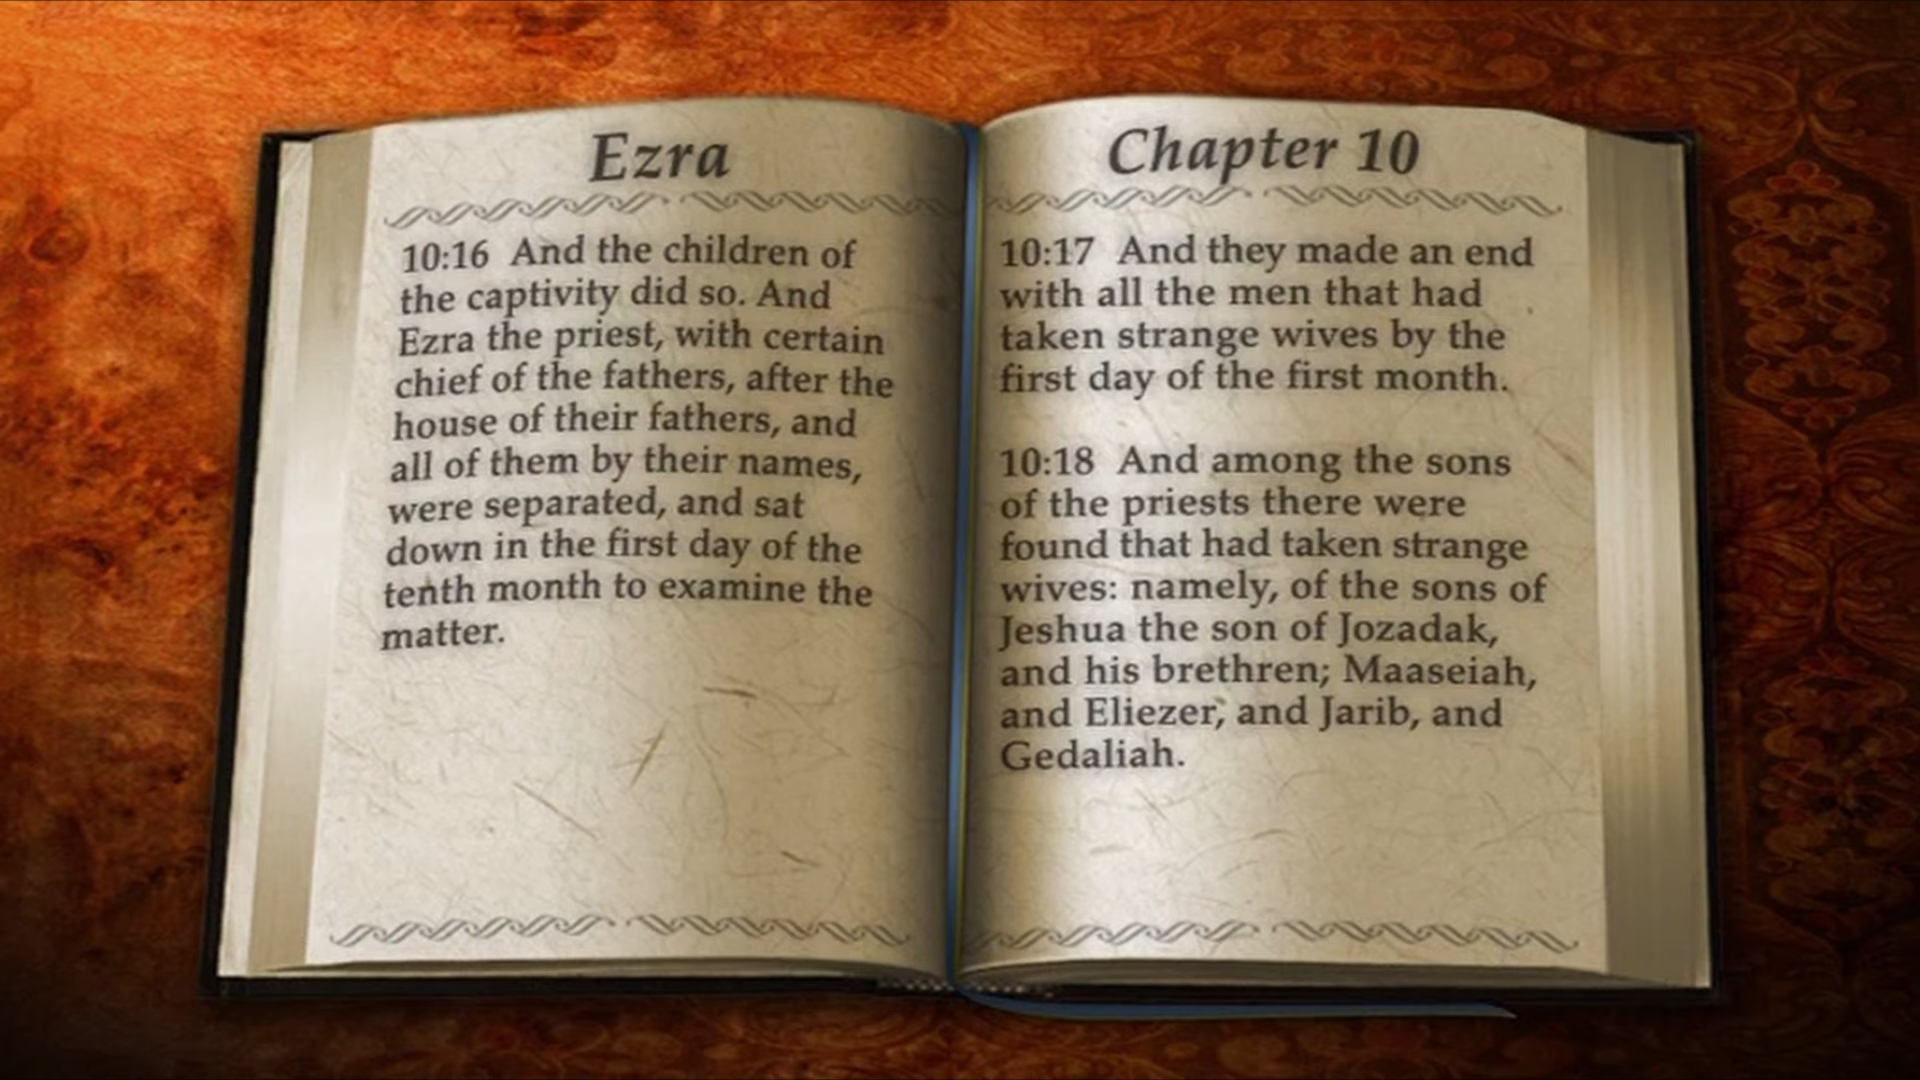 Ezra
10:16 And the children of
the captivity did so. And
Ezra the priest, with certain
chief of the fathers, after the
house of their fathers, and
all of them by their names,
were separated, and sat
down in the first day of the
tenth month to examine the
matter.
Chapter 10
10:17 And they made an end
with all the men that had
taken strange wives by the
first day of the first month.
10:18 And among the sons
of the priests there were
found that had taken strange
wives: namely, of the sons of
Jeshua the son of Jozadak,
and his brethren; Maaseiah,
and Eliezer, and Jarib, and
Gedaliah.